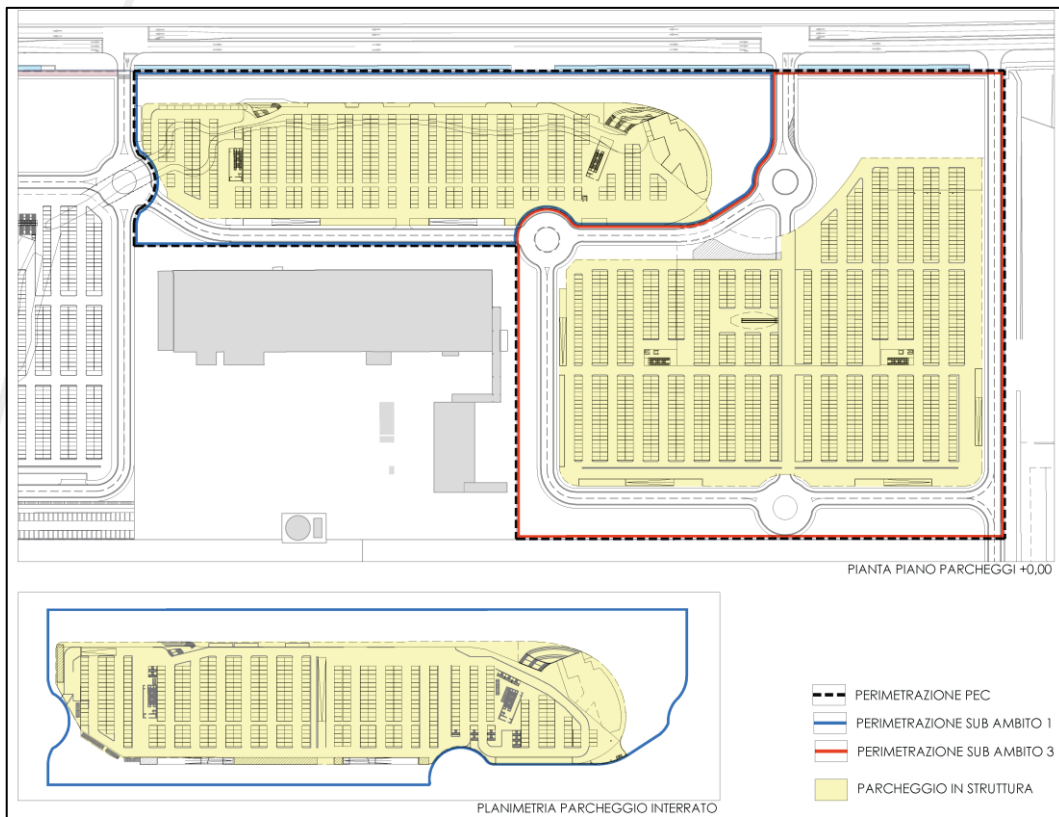 PIANTA PIANO PARCHEGGI +0,00
PERIMETRAZIONE PEC
PERIMETRAZIONE SUB AMBITO 1
PERIMETRAZIONE SUB AMBITO 3
PARCHEGGIO IN STRUTTURA
PLANIMETRIA PARCHEGGIO INTERRATO